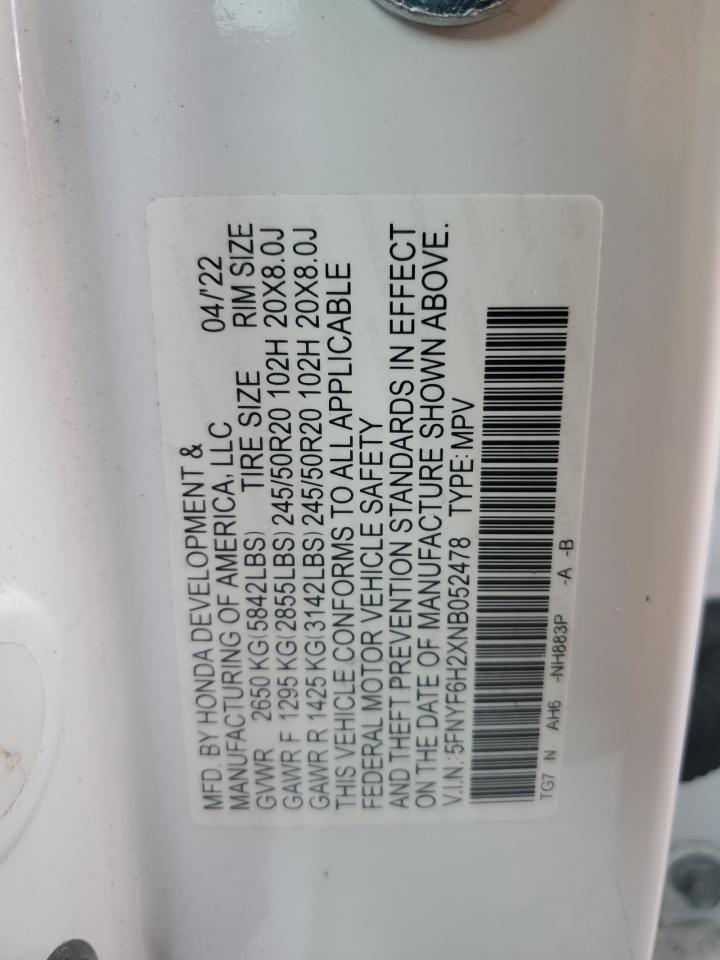 MFD. BY HONDA DEVELOPMENT & 04/'22
MANUFACTURING OF AMERICA, LLC
GVWR 2650 KG(5842LBS) TIRE SIZE RIM SIZE
GAWR F 1295 KG(2855LBS) 245/50R20 102H 20X8.0J
GAWR R 1425 KG(3142LBS) 245/50R20 102H 20X8.0J
THIS VEHICLE CONFORMS TO ALL APPLICABLE
FEDERAL MOTOR VEHICLE SAFETY
AND THEFT PREVENTION STANDARDS IN EFFECT
ON THE DATE OF MANUFACTURE SHOWN ABOVE.
V.I.N.: 5FNYF6H2XNB052478 TYPE: MPV
TG7 N AH6 -NH883P -A -B